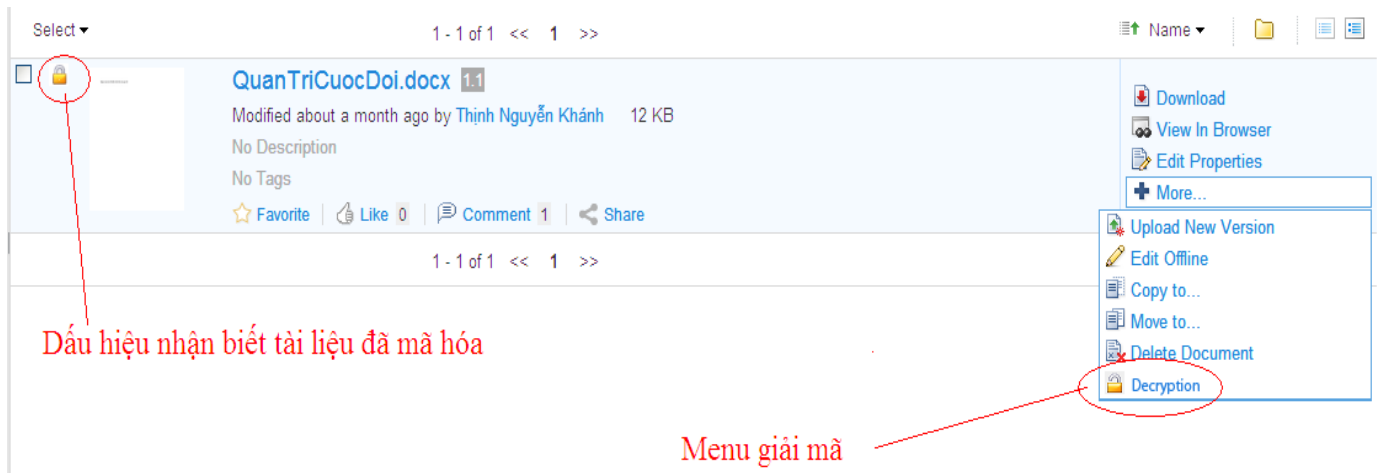 Select
1 - 1 of 1 << 1 >>
Name
QuanTriCuocDoi.docx 1.1
Modified about a month ago by Thịnh Nguyễn Khánh 12 KB
No Description
No Tags
Favorite Like 0 Comment 1 Share
Download
View In Browser
Edit Properties
More...
Upload New Version
Edit Offline
Copy to...
Move to...
Delete Document
Decryption
1 - 1 of 1 << 1 >>
Dấu hiệu nhận biết tài liệu đã mã hóa
Menu giải mã